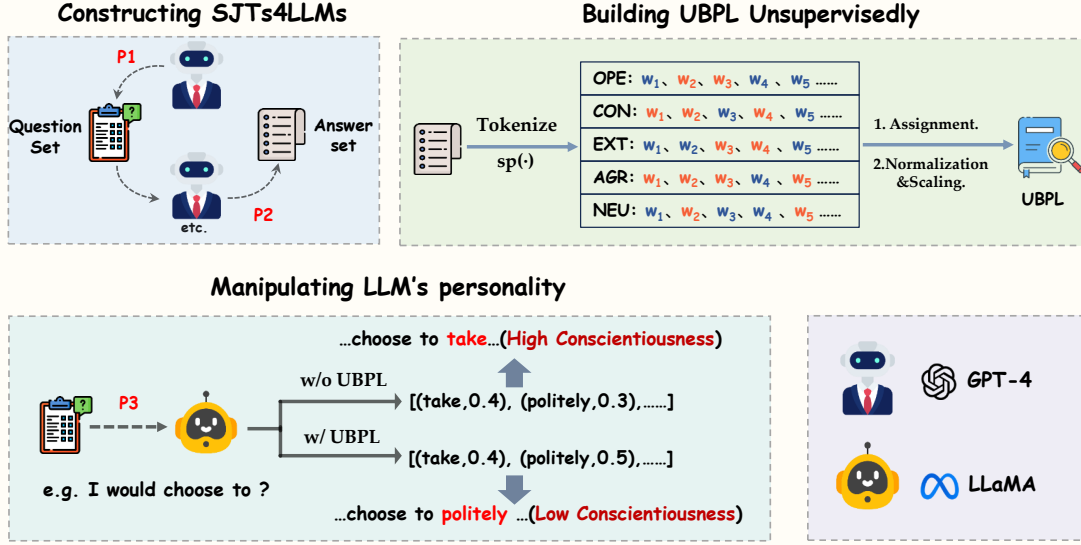 Constructing SJTs4LLMs
Building UBPL Unsupervisedly
P1
Question
Set
Answer
set
P2
etc.
Tokenize
sp(·)
OPE: w1、w2、w3、w4 、w5 ......
CON: w1、w2、w3、w4 、w5 ......
EXT: w1、w2、w3、w4 、w5 ......
AGR: w1、w2、w3、w4 、w5 ......
NEU: w1、w2、w3、w4 、w5 ......
1. Assignment.
2.Normalization
&Scaling.
UBPL
Manipulating LLM's personality
...choose to take...(High Conscientiousness)
w/o UBPL
P3
[(take,0.4), (politely,0.3),......]
w/ UBPL
[(take,0.4), (politely,0.5),......]
e.g. I would choose to ?
...choose to politely ...(Low Conscientiousness)
GPT-4
LLaMA